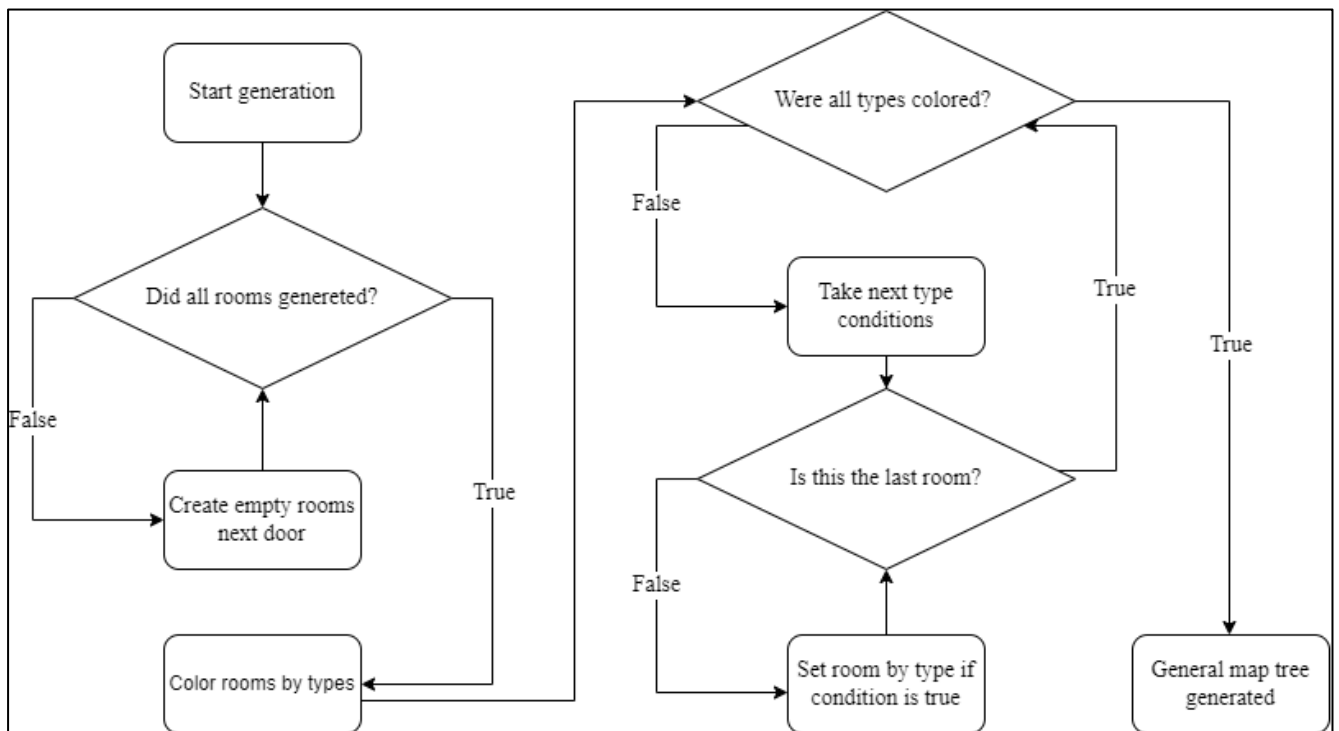 Start generation
Did all rooms genereted?
False
True
Create empty rooms
next door
Color rooms by types
Were all types colored?
False
True
True
Take next type
conditions
Is this the last room?
False
Set room by type if
condition is true
General map tree
generated